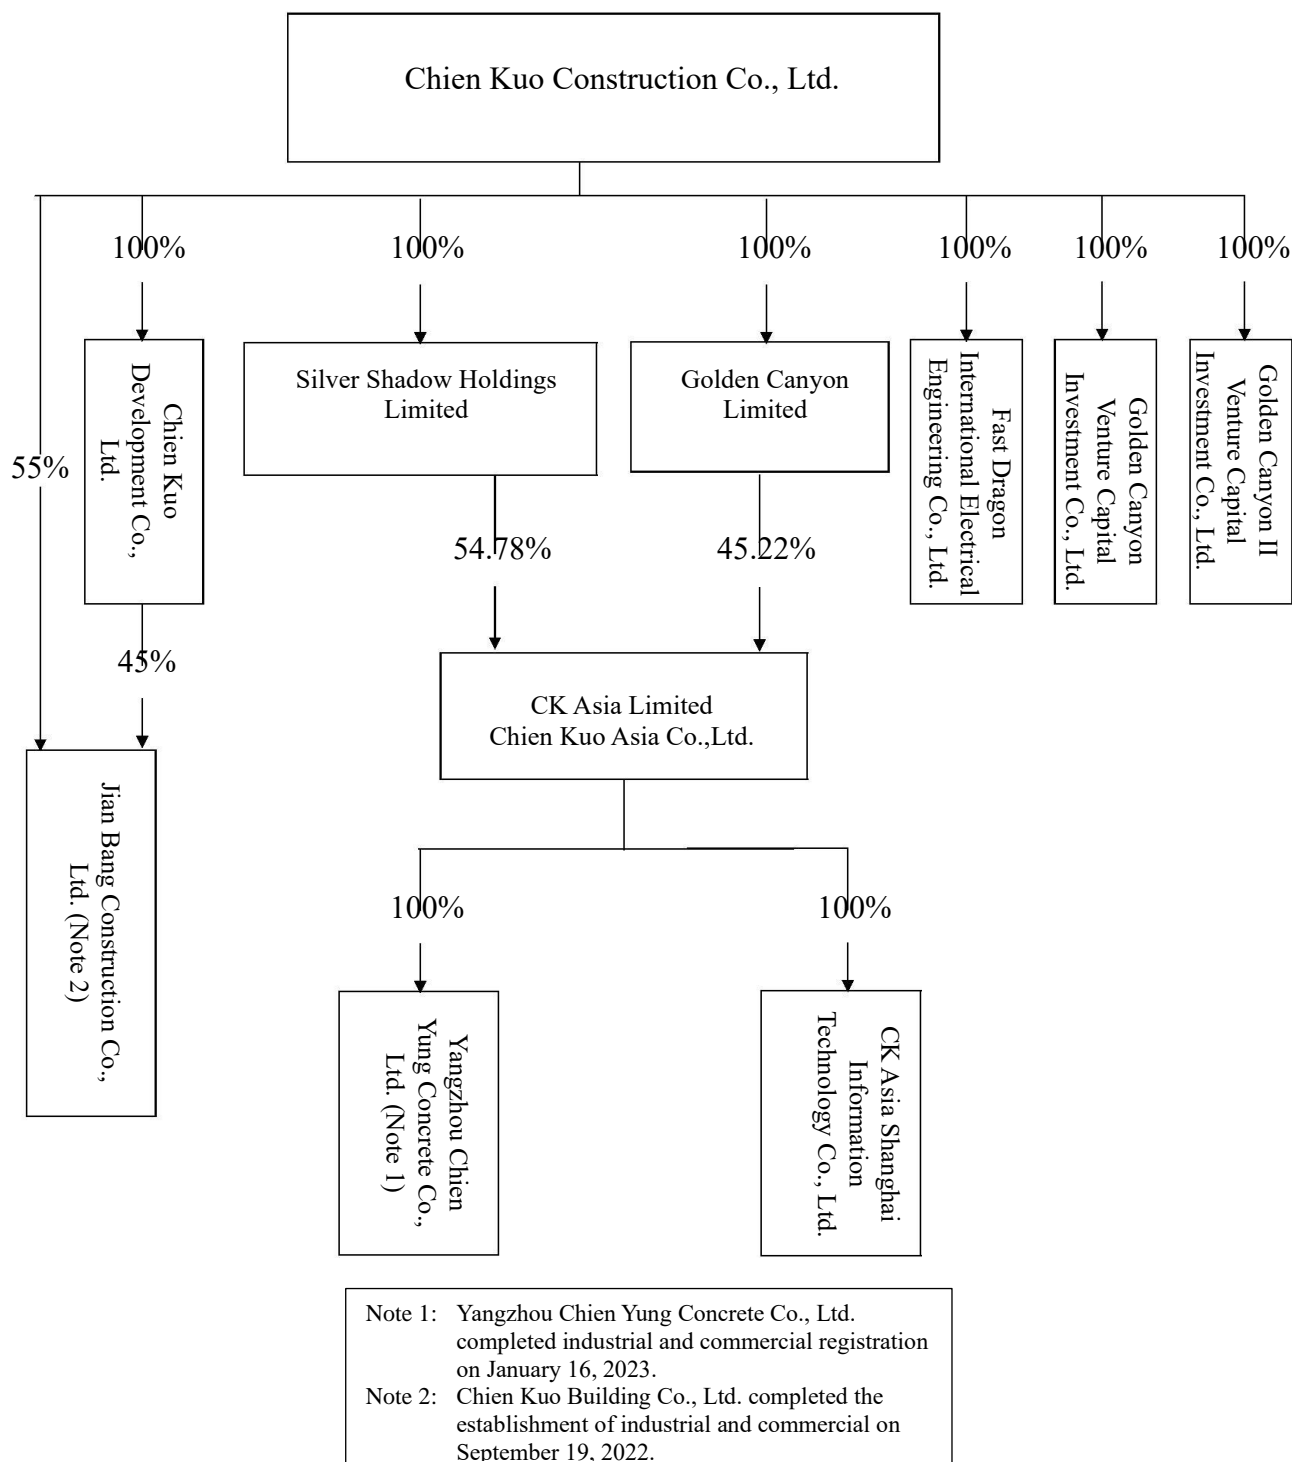 Chien Kuo Construction Co., Ltd.
100%
100%
100%
100%
100%
100%
55%
Chien Kuo
Development Co.,
Ltd.
Silver Shadow Holdings
Limited
Golden Canyon
Limited
Fast Dragon
International Electrical
Engineering Co., Ltd.
Golden Canyon
Venture Capital
Investment Co., Ltd.
Golden Canyon II
Venture Capital
Investment Co., Ltd.
54.78%
45.22%
45%
CK Asia Limited
Chien Kuo Asia Co.,Ltd.
Jian Bang Construction Co.,
Ltd. (Note 2)
100%
100%
Yangzhou Chien
Yung Concrete Co.,
Ltd. (Note 1)
CK Asia Shanghai
Information
Technology Co., Ltd.
Note 1: Yangzhou Chien Yung Concrete Co., Ltd.
completed industrial and commercial registration
on January 16, 2023.
Note 2: Chien Kuo Building Co., Ltd. completed the
establishment of industrial and commercial on
September 19, 2022.